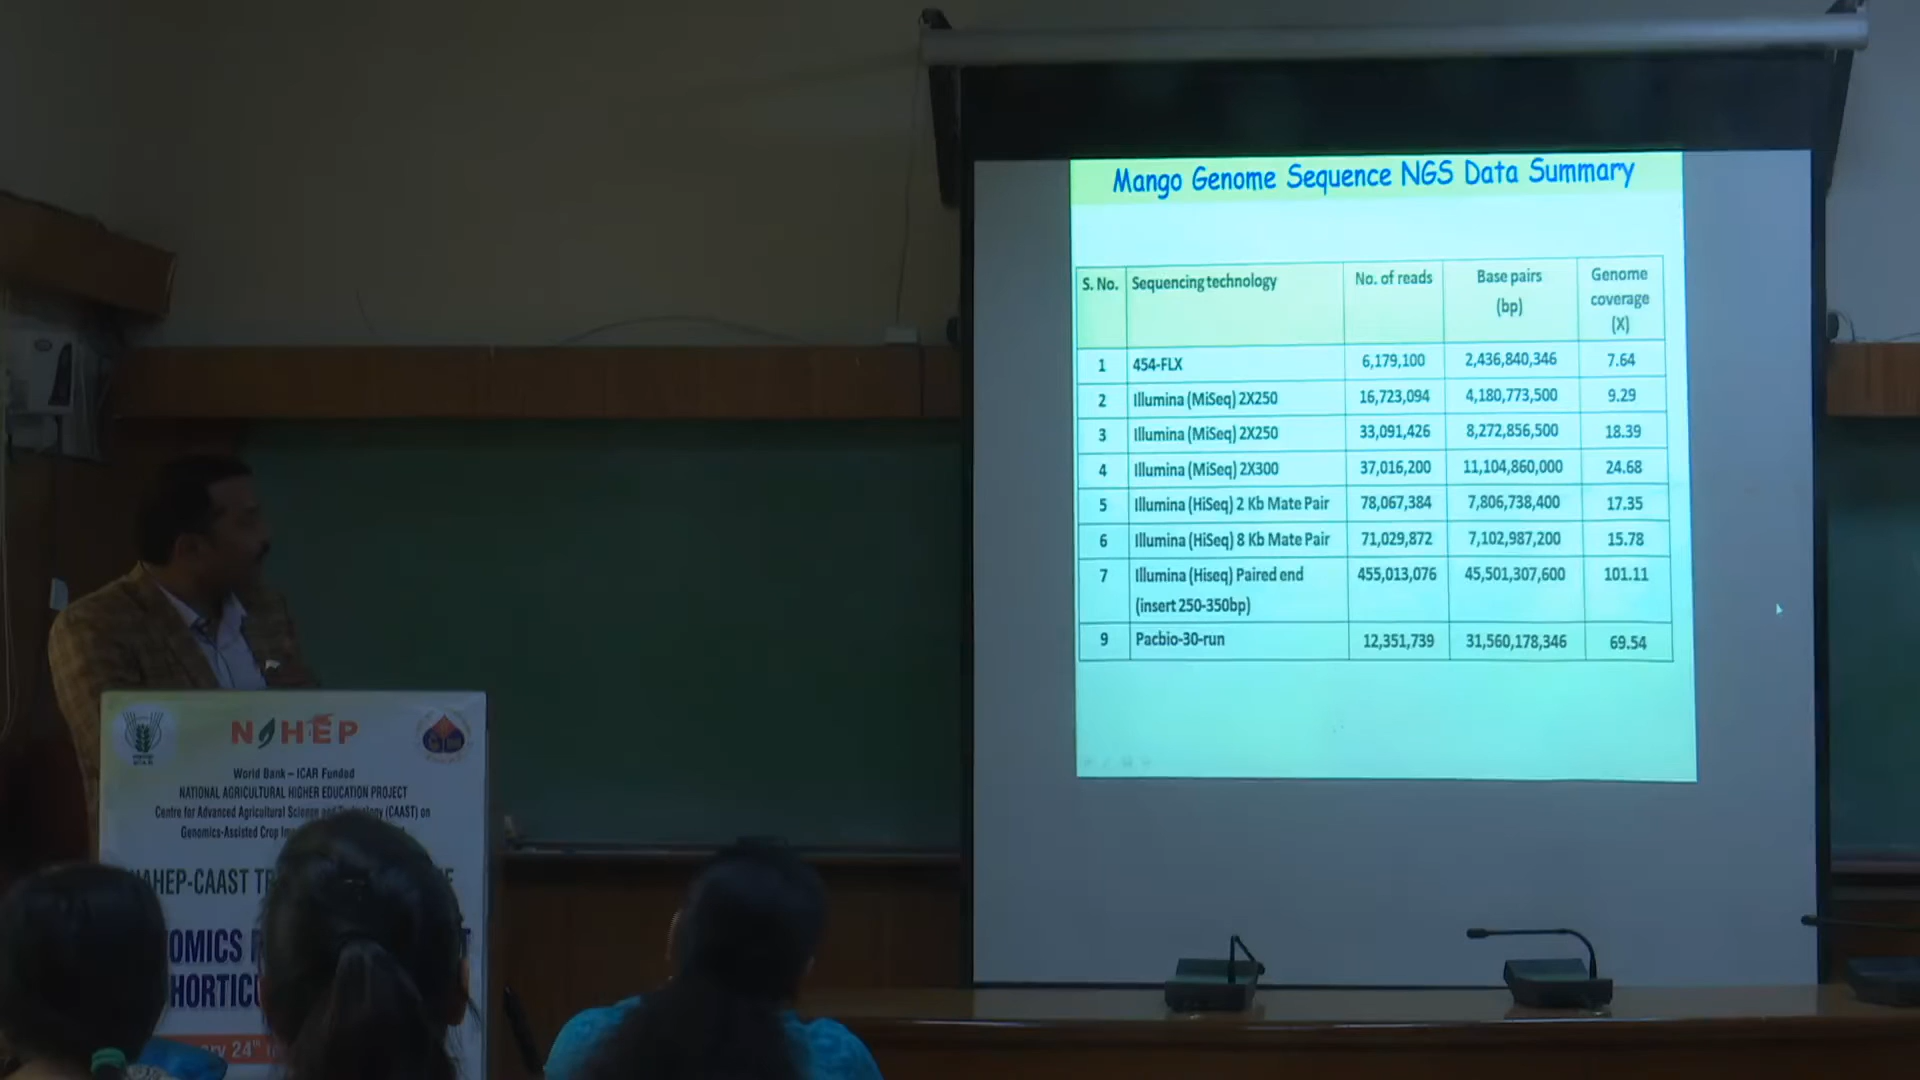 Mango Genome Sequence NGS Data Summary
S. No. Sequencing technology No. of reads Base pairs (bp) Genome coverage (X)
1 454-FLX 6,179,100 2,436,840,346 7.64
2 Illumina (MiSeq) 2X250 16,723,094 4,180,773,500 9.29
3 Illumina (MiSeq) 2X250 33,091,426 8,272,856,500 18.39
4 Illumina (MiSeq) 2X300 37,016,200 11,104,860,000 24.68
5 Illumina (HiSeq) 2 Kb Mate Pair 78,067,384 7,806,738,400 17.35
6 Illumina (HiSeq) 8 Kb Mate Pair 71,029,872 7,102,987,200 15.78
7 Illumina (Hiseq) Paired end 455,013,076 45,501,307,600 101.11
(insert 250-350bp)
9 Pacbio-30-run 12,351,739 31,560,178,346 69.54
NAHEP
World Bank – ICAR Funded
NATIONAL AGRICULTURAL HIGHER EDUCATION PROJECT
Centre for Advanced Agricultural Science and Technology (CAAST) on
Genomics-Assisted Crop
NAHEP-CAAST
24th